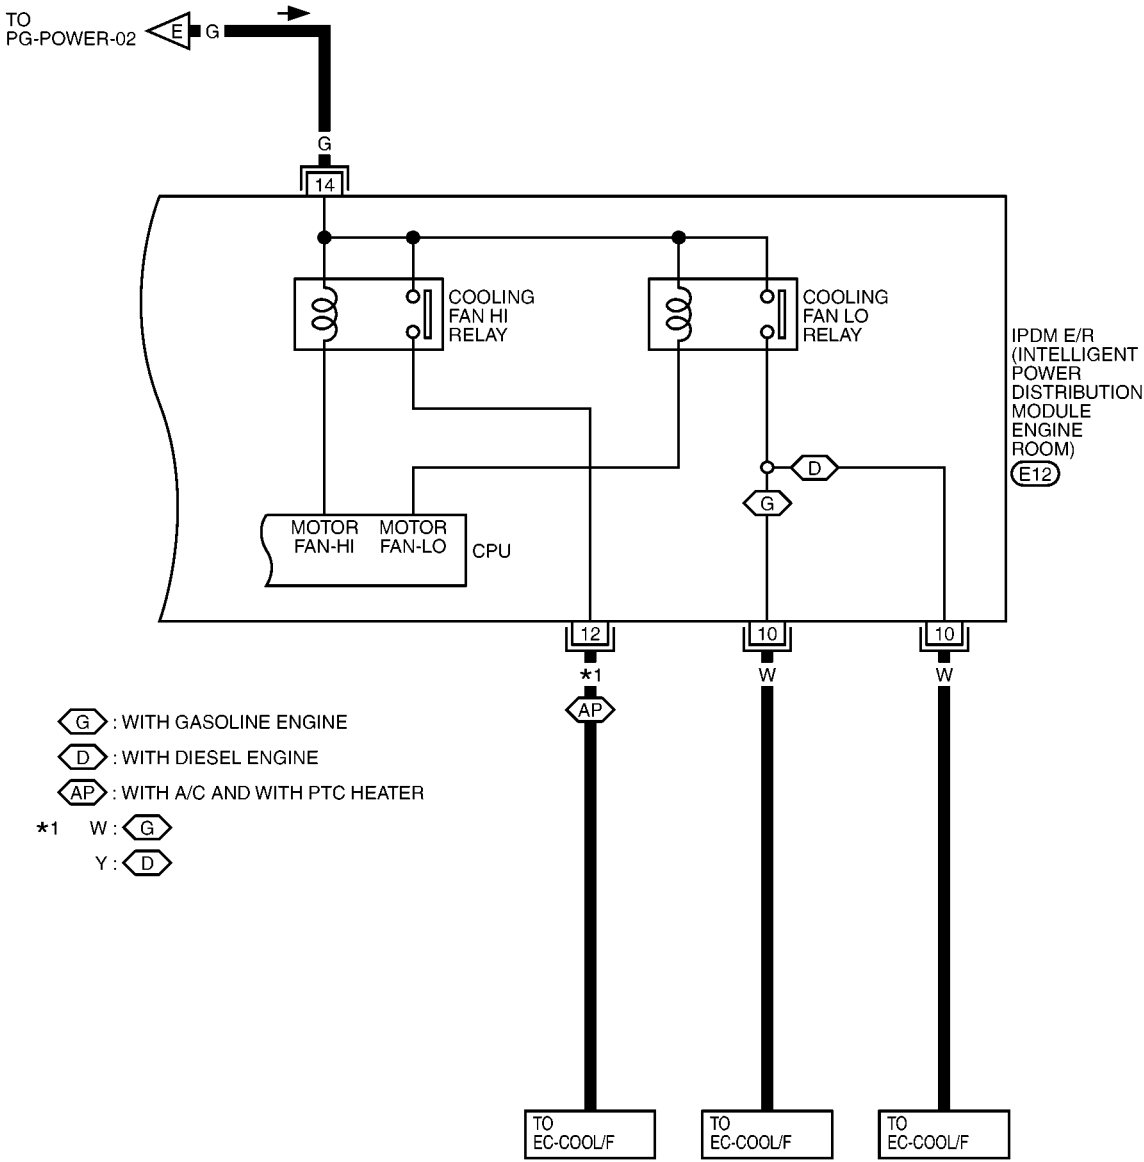 TO
PG-POWER-02
E
G
G
14
COOLING
FAN HI
RELAY
COOLING
FAN LO
RELAY
IPDM E/R
(INTELLIGENT
POWER
DISTRIBUTION
MODULE
ENGINE
ROOM)
E12
D
G
MOTOR
FAN-HI
MOTOR
FAN-LO
CPU
12
10
10
*1
W
W
AP
G : WITH GASOLINE ENGINE
D : WITH DIESEL ENGINE
AP : WITH A/C AND WITH PTC HEATER
*1 W : G
Y : D
TO
EC-COOL/F
TO
EC-COOL/F
TO
EC-COOL/F